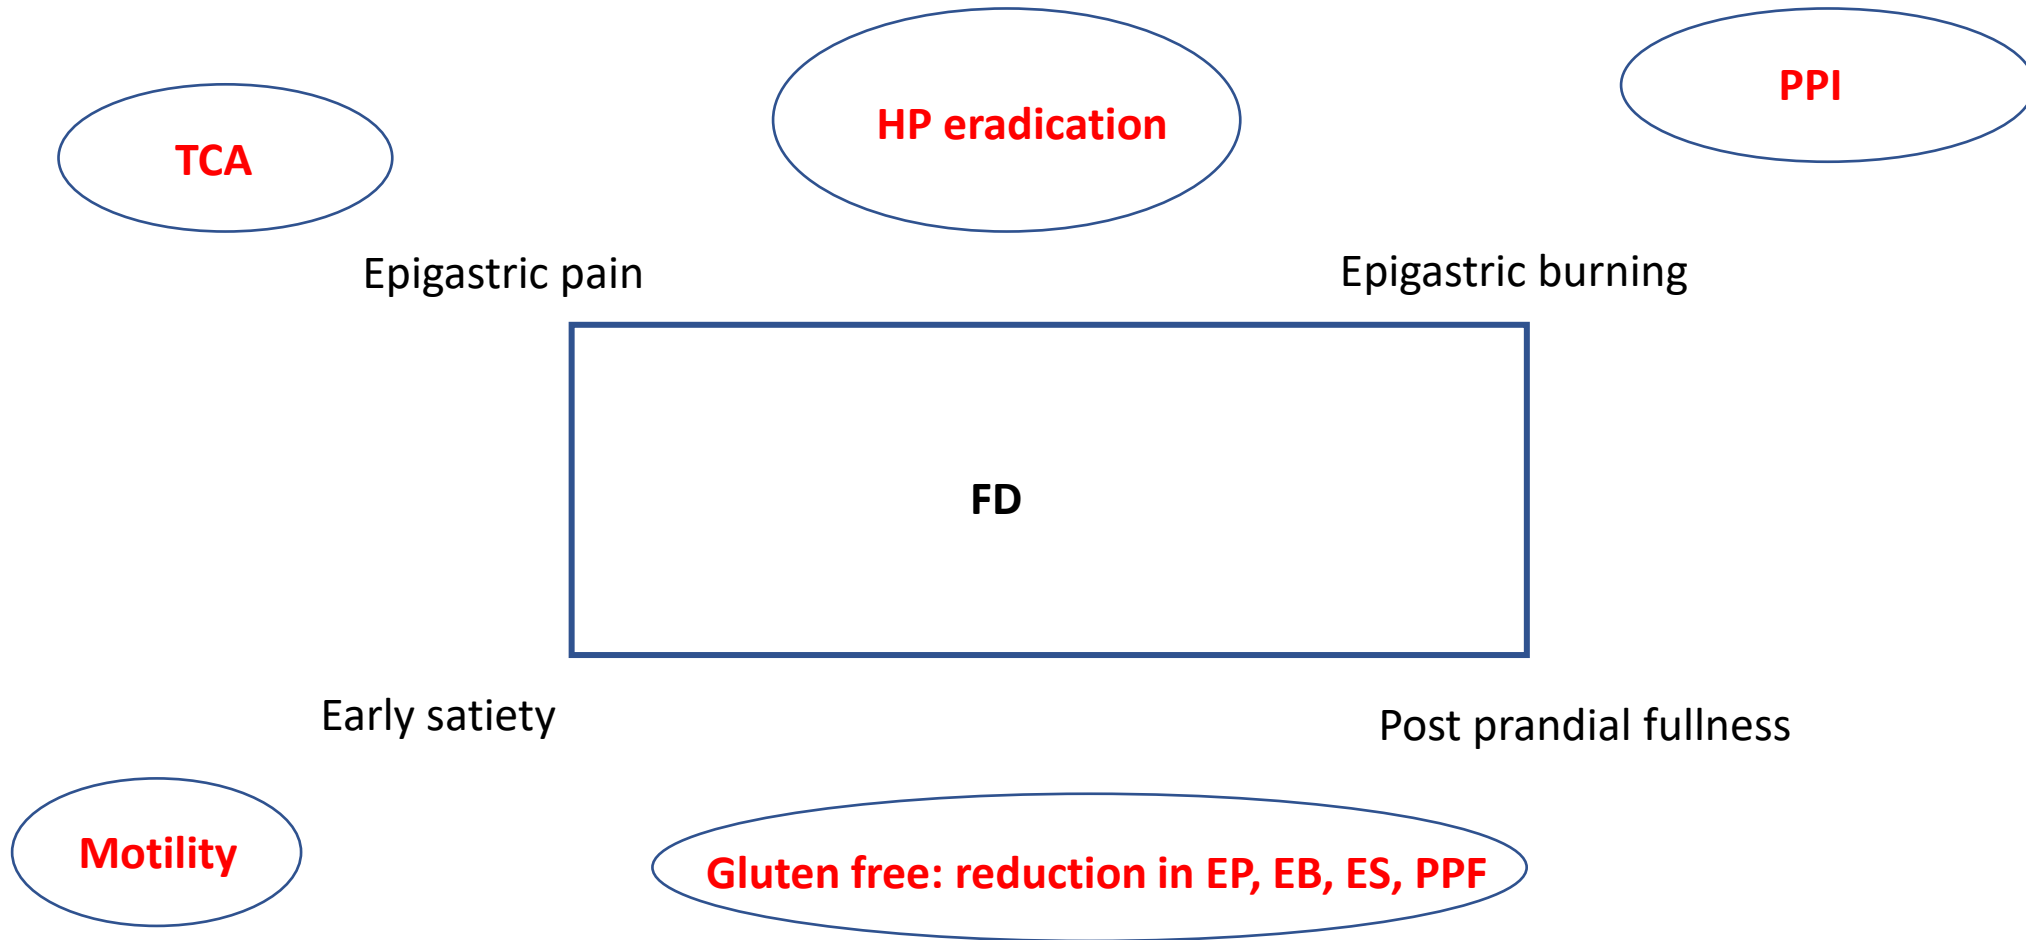 PPI
HP eradication
TCA
Epigastric pain
Epigastric burning
FD
Early satiety
Post prandial fullness
Motility
Gluten free: reduction in EP, EB, ES, PPF